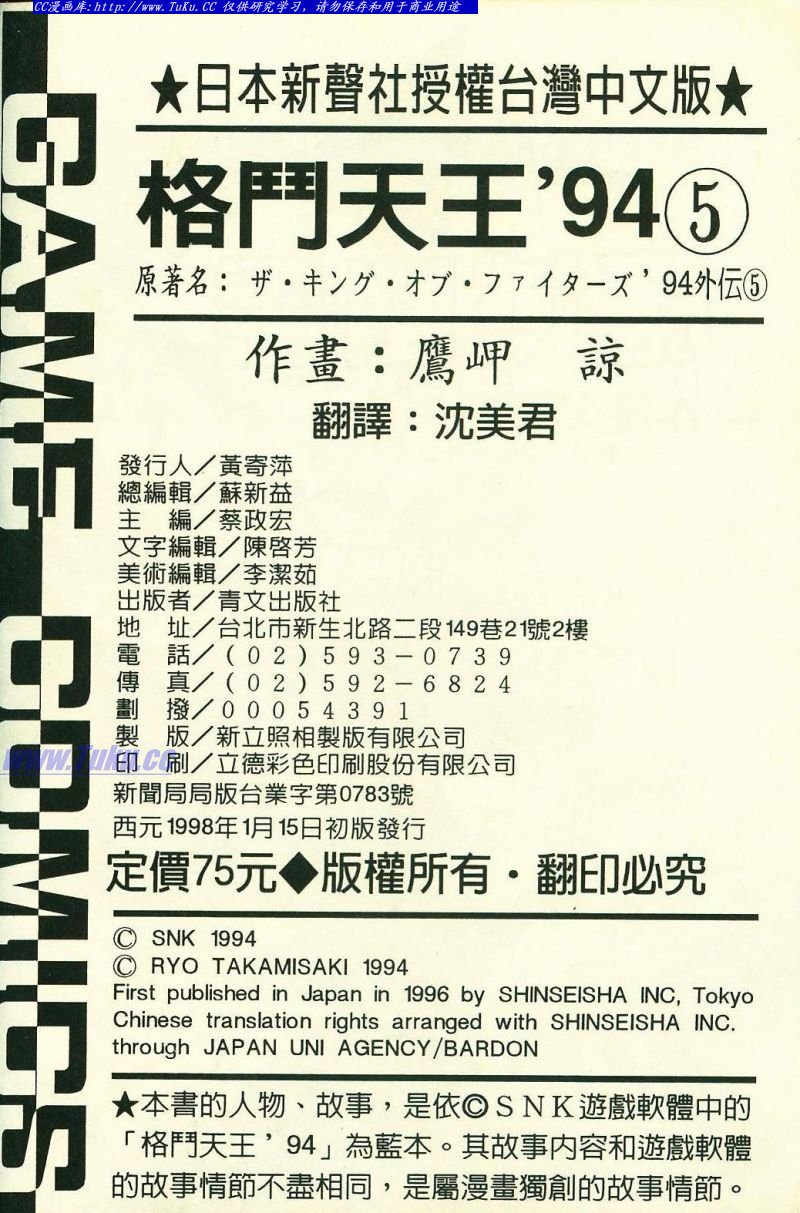 CC漫画库:http://www.TuKu.CC 仅供研究学习，请勿保存和用于商业用途
★日本新聲社授權台灣中文版★
格鬥天王’94⑤
原著名：ザ・キング・オブ・ファイターズ’94外伝⑤
作畫：鷹岬　諒
翻譯：沈美君
發行人／黃寄萍
總編輯／蘇新益
主　編／蔡政宏
文字編輯／陳啓芳
美術編輯／李潔茹
出版者／青文出版社
地　址／台北市新生北路二段149巷21號2樓
電　話／(02)593－0739
傳　真／(02)592－6824
劃　撥／00054391
製　版／新立照相製版有限公司
www.Tuku.cc
印　刷／立德彩色印刷股份有限公司
新聞局局版台業字第0783號
西元1998年1月15日初版發行
定價75元◆版權所有・翻印必究
© SNK 1994
© RYO TAKAMISAKI 1994
First published in Japan in 1996 by SHINSEISHA INC, Tokyo
Chinese translation rights arranged with SHINSEISHA INC.
through JAPAN UNI AGENCY/BARDON
★本書的人物、故事，是依©SNK遊戲軟體中的
「格鬥天王’94」為藍本。其故事内容和遊戲軟體
的故事情節不盡相同，是屬漫畫獨創的故事情節。
GAME COMICS